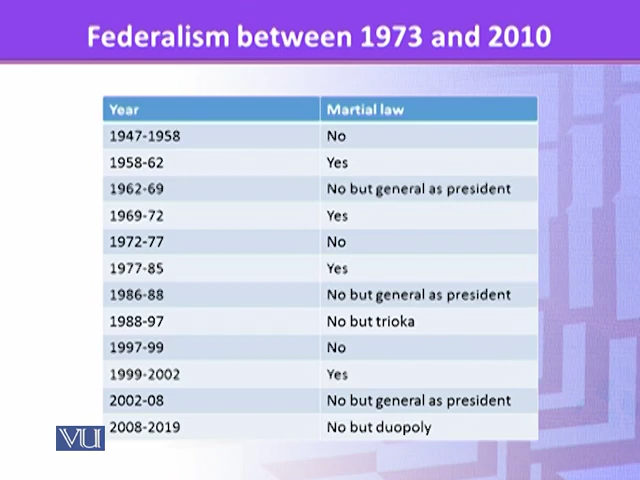 Federalism between 1973 and 2010
Year Martial law
1947-1958 No
1958-62 Yes
1962-69 No but general as president
1969-72 Yes
1972-77 No
1977-85 Yes
1986-88 No but general as president
1988-97 No but trioka
1997-99 No
1999-2002 Yes
2002-08 No but general as president
2008-2019 No but duopoly
VU